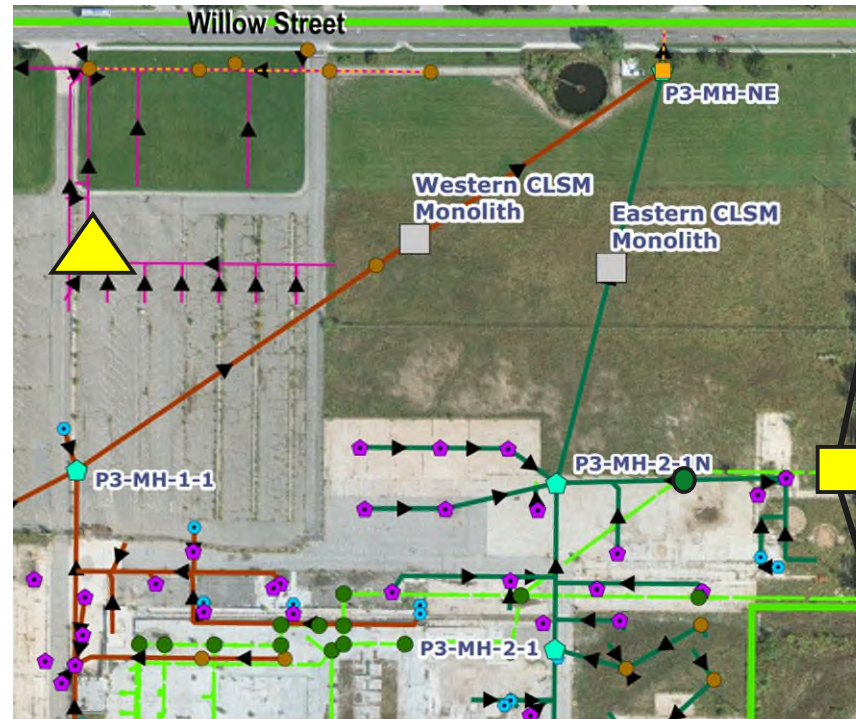 Willow Street
P3-MH-NE
Western CLSM
Monolith
Eastern CLSM
Monolith
P3-MH-2-1N
P3-MH-1-1
P3-MH-2-1